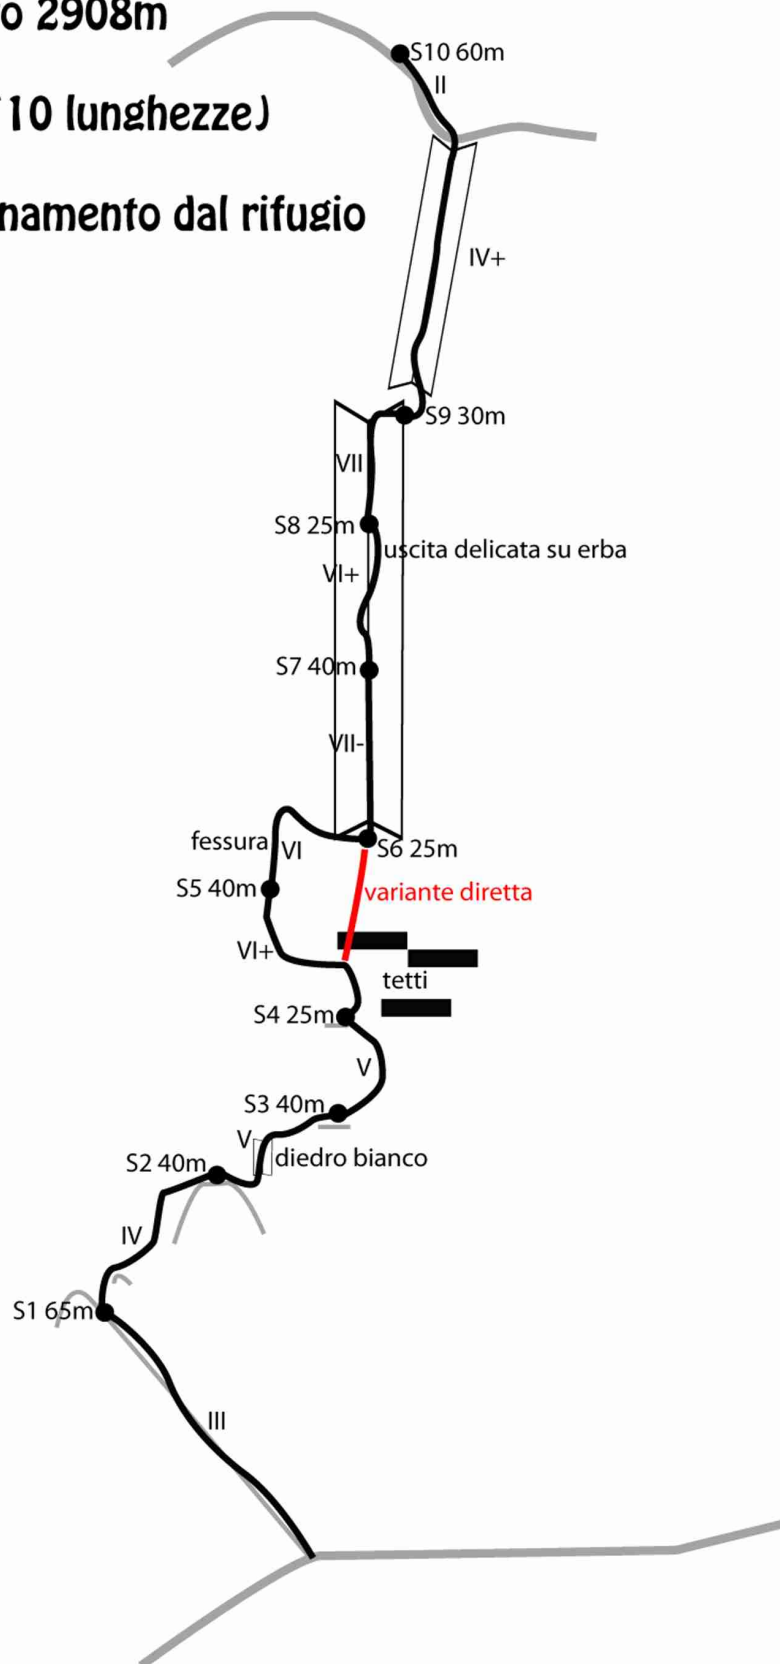 o 2908m
S10 60m
II
10 lunghezze)
namento dal rifugio
IV+
S9 30m
VII
S8 25m
uscita delicata su erba
VI+
S7 40m
VII-
fessura
VI
S6 25m
S5 40m
variante diretta
VI+
tetti
S4 25m
V
S3 40m
V
diedro bianco
S2 40m
IV
S1 65m
III